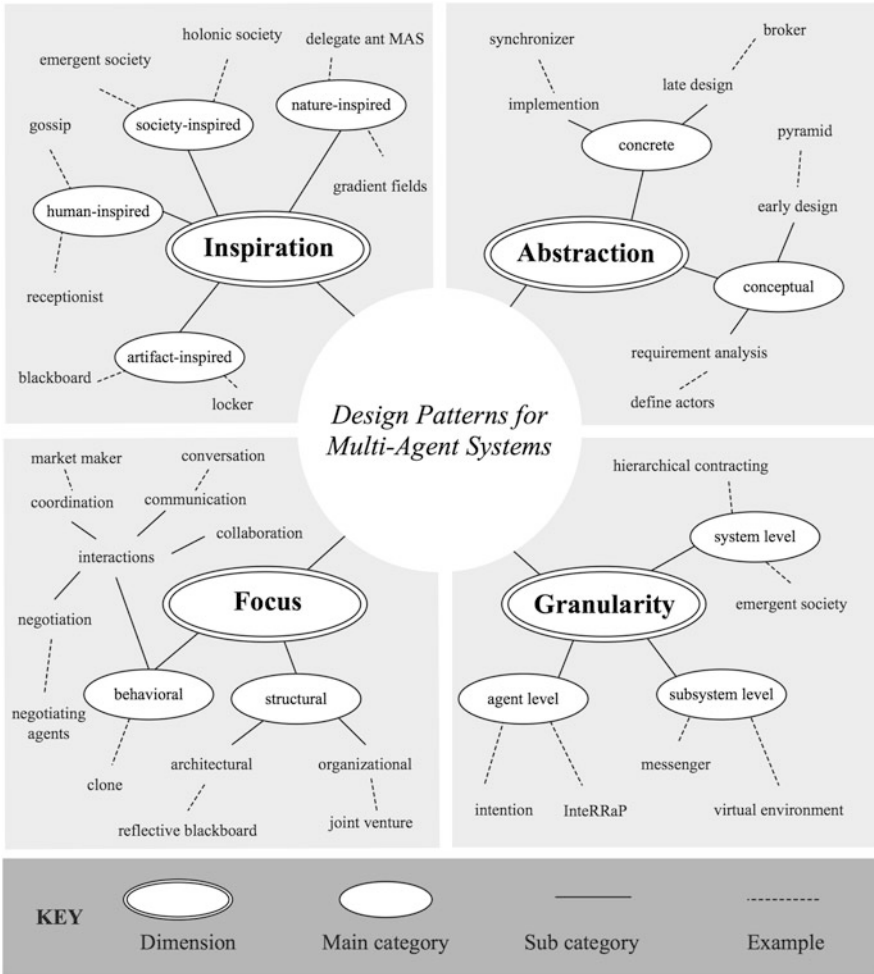 holonic society
emergent society
delegate ant MAS
society-inspired
nature-inspired
gossip
gradient fields
human-inspired
Inspiration
receptionist
artifact-inspired
blackboard
locker
synchronizer
broker
late design
implemention
concrete
pyramid
early design
Abstraction
conceptual
requirement analysis
define actors
Design Patterns for
Multi-Agent Systems
market maker
conversation
coordination
communication
collaboration
interactions
Focus
negotiation
behavioral
structural
negotiating
agents
architectural
organizational
clone
reflective blackboard
joint venture
hierarchical contracting
system level
Granularity
emergent society
agent level
subsystem level
messenger
intention
InteRRaP
virtual environment
KEY
Dimension
Main category
Sub category
Example